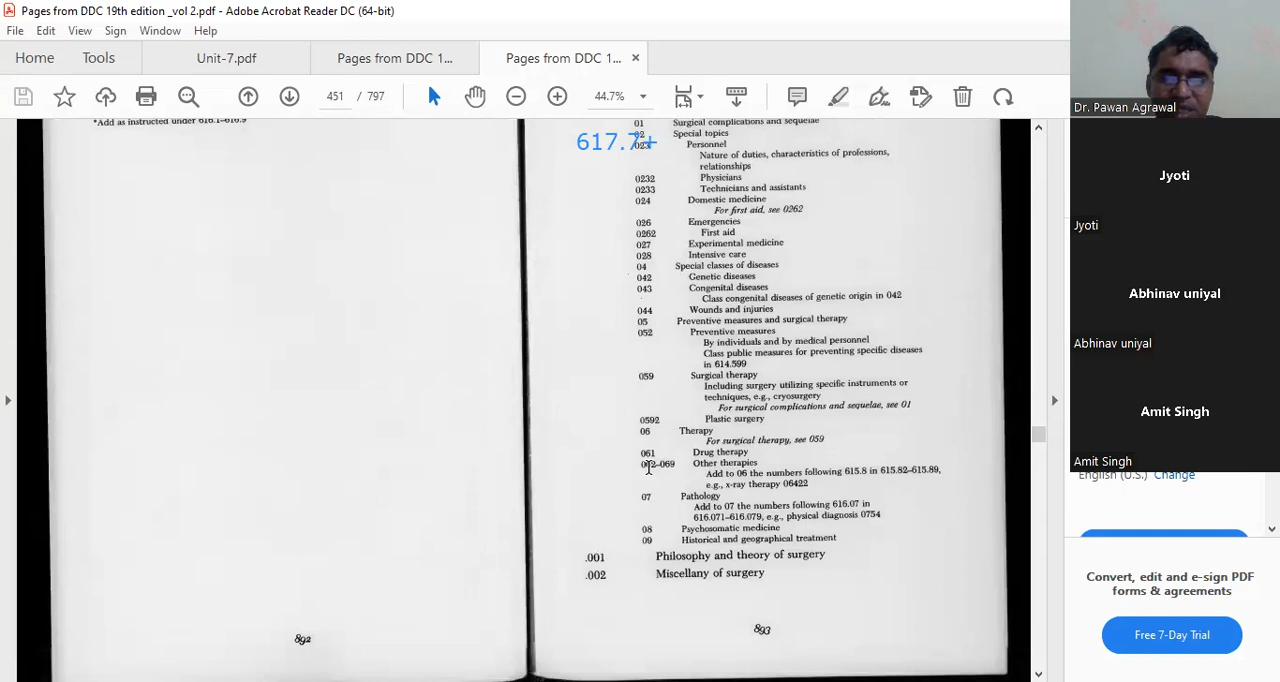 Pages from DDC 19th edition _vol 2.pdf - Adobe Acrobat Reader DC (64-bit)
File Edit View Sign Window Help
Home Tools Unit-7.pdf Pages from DDC 1... Pages from DDC 1... ×
451 / 797 44.7%
*Add as instructed under 616.1-616.9
617.7+
01 Surgical complications and sequelae
02 Special topics
023 Personnel
Nature of duties, characteristics of professions,
relationships
0232 Physicians
0233 Technicians and assistants
024 Domestic medicine
For first aid, see 0262
026 Emergencies
0262 First aid
027 Experimental medicine
028 Intensive care
04 Special classes of diseases
042 Genetic diseases
043 Congenital diseases
Class congenital diseases of genetic origin in 042
044 Wounds and injuries
05 Preventive measures and surgical therapy
052 Preventive measures
By individuals and by medical personnel
Class public measures for preventing specific diseases
in 614.599
059 Surgical therapy
Including surgery utilizing specific instruments or
techniques, e.g., cryosurgery
For surgical complications and sequelae, see 01
0592 Plastic surgery
06 Therapy
For surgical therapy, see 059
061 Drug therapy
062-069 Other therapies
Add to 06 the numbers following 615.8 in 615.82-615.89,
e.g., x-ray therapy 06422
07 Pathology
Add to 07 the numbers following 616.07 in
616.071-616.079, e.g., physical diagnosis 0754
08 Psychosomatic medicine
09 Historical and geographical treatment
.001 Philosophy and theory of surgery
.002 Miscellany of surgery
892
893
Dr. Pawan Agrawal
Jyoti
Jyoti
Abhinav uniyal
Abhinav uniyal
Amit Singh
Amit Singh
English (U.S.) Change
Convert, edit and e-sign PDF
forms & agreements
Free 7-Day Trial